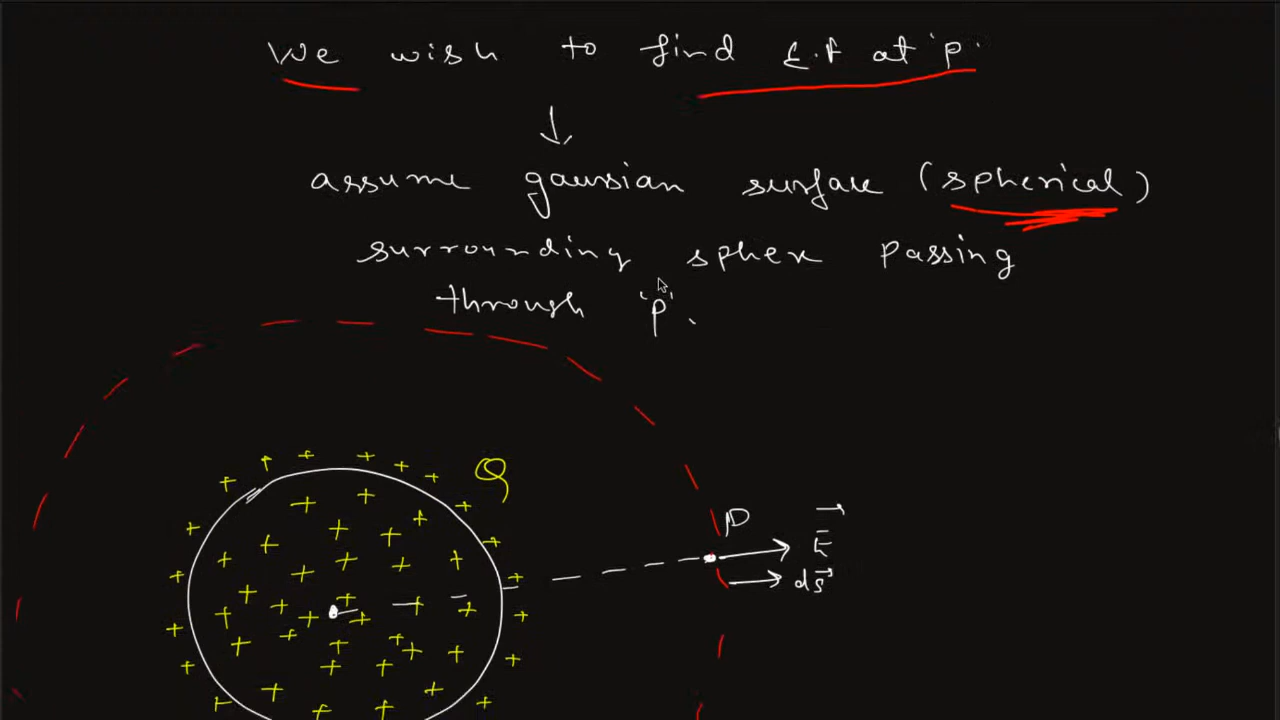 We wish to find E.F at 'p'.
assume gaussian surface (spherical)
surrounding sphere passing
through 'p'.
Q
P
E
ds